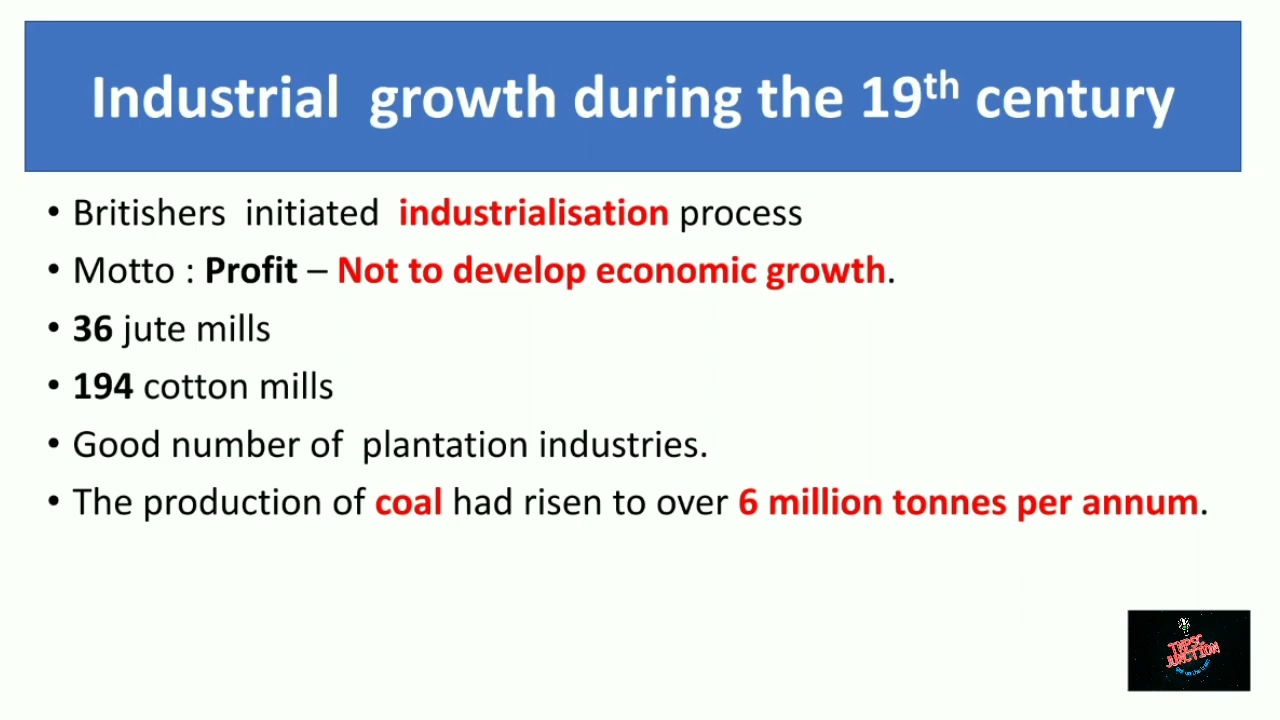 Industrial growth during the 19th century
• Britishers initiated industrialisation process
• Motto : Profit – Not to develop economic growth.
• 36 jute mills
• 194 cotton mills
• Good number of plantation industries.
• The production of coal had risen to over 6 million tonnes per annum.
TNPSC
JUNCTION